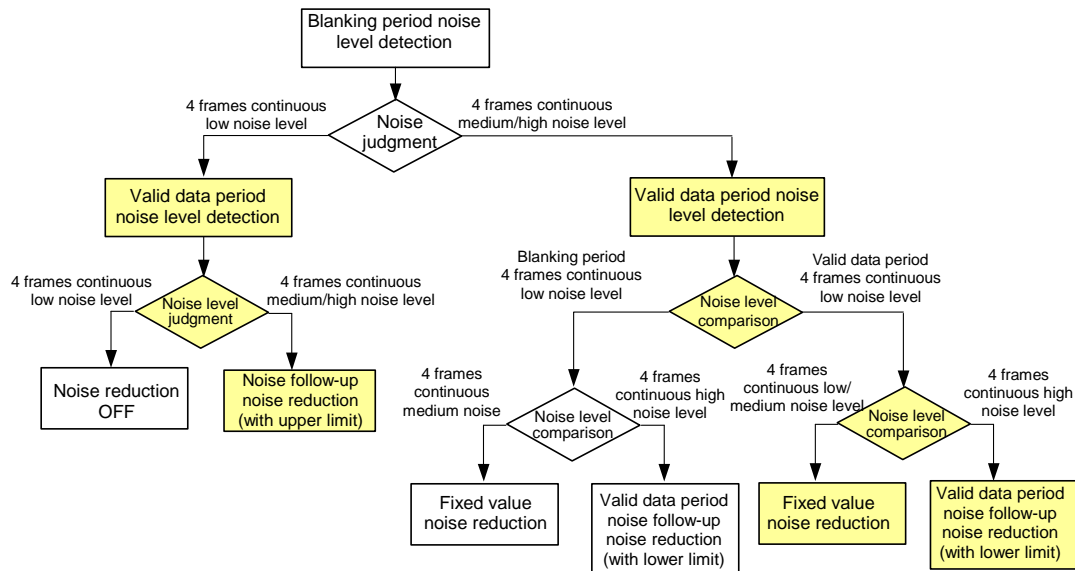 Blanking period noise
level detection
4 frames continuous
low noise level
4 frames continuous
medium/high noise level
Noise
judgment
Valid data period
noise level detection
Valid data period noise
level detection
4 frames continuous
low noise level
4 frames continuous
medium/high noise level
Noise level
judgment
Blanking period
4 frames continuous
low noise level
Valid data period
4 frames continuous
low noise level
Noise level
comparison
Noise reduction
OFF
Noise follow-up
noise reduction
(with upper limit)
4 frames
continuous
medium noise
4 frames
continuous high
noise level
Noise level
comparison
4 frames
continuous low/
medium noise level
4 frames
continuous high
noise level
Noise level
comparison
Fixed value
noise reduction
Valid data period
noise follow-up
noise reduction
(with lower limit)
Fixed value
noise reduction
Valid data period
noise follow-up
noise reduction
(with lower limit)